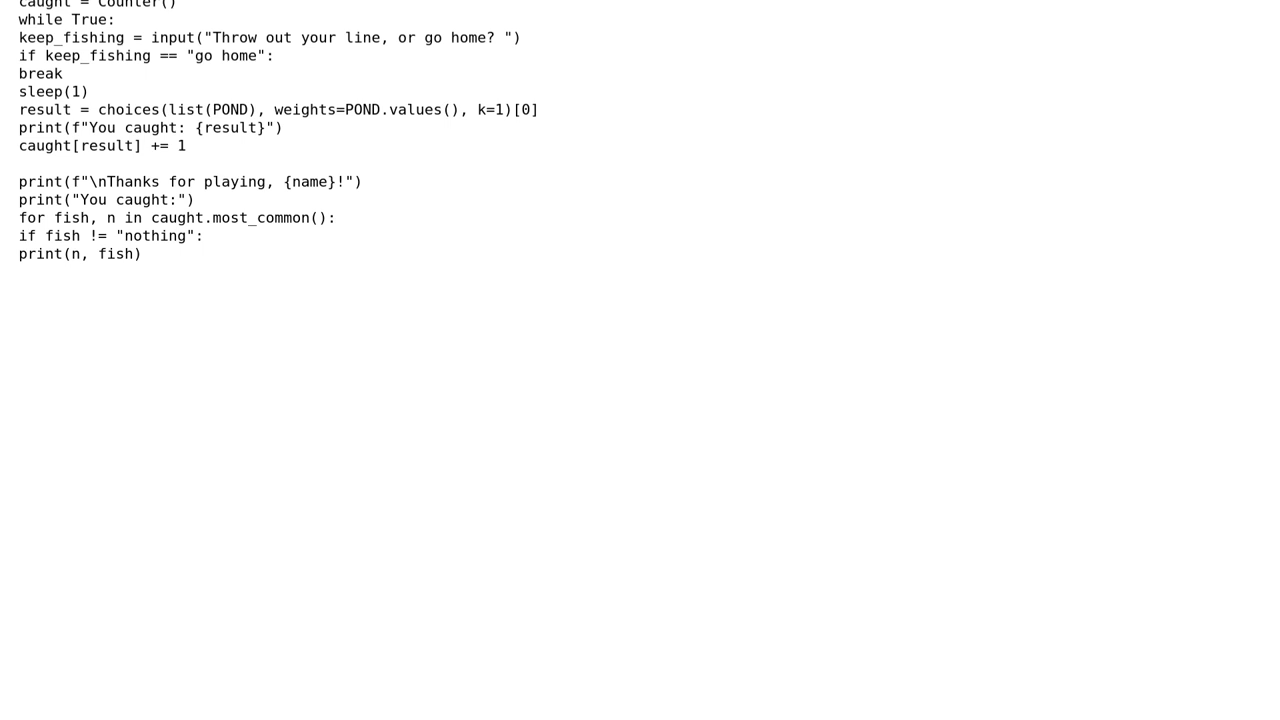 caught = Counter()
while True:
keep_fishing = input("Throw out your line, or go home? ")
if keep_fishing == "go home":
break
sleep(1)
result = choices(list(POND), weights=POND.values(), k=1)[0]
print(f"You caught: {result}")
caught[result] += 1

print(f"\nThanks for playing, {name}!")
print("You caught:")
for fish, n in caught.most_common():
if fish != "nothing":
print(n, fish)